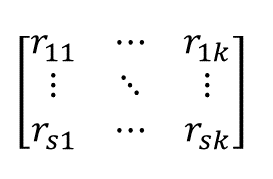 r₁₁ ⋯ r₁ₖ
⋮ ⋱ ⋮
rₛ₁ ⋯ rₛₖ